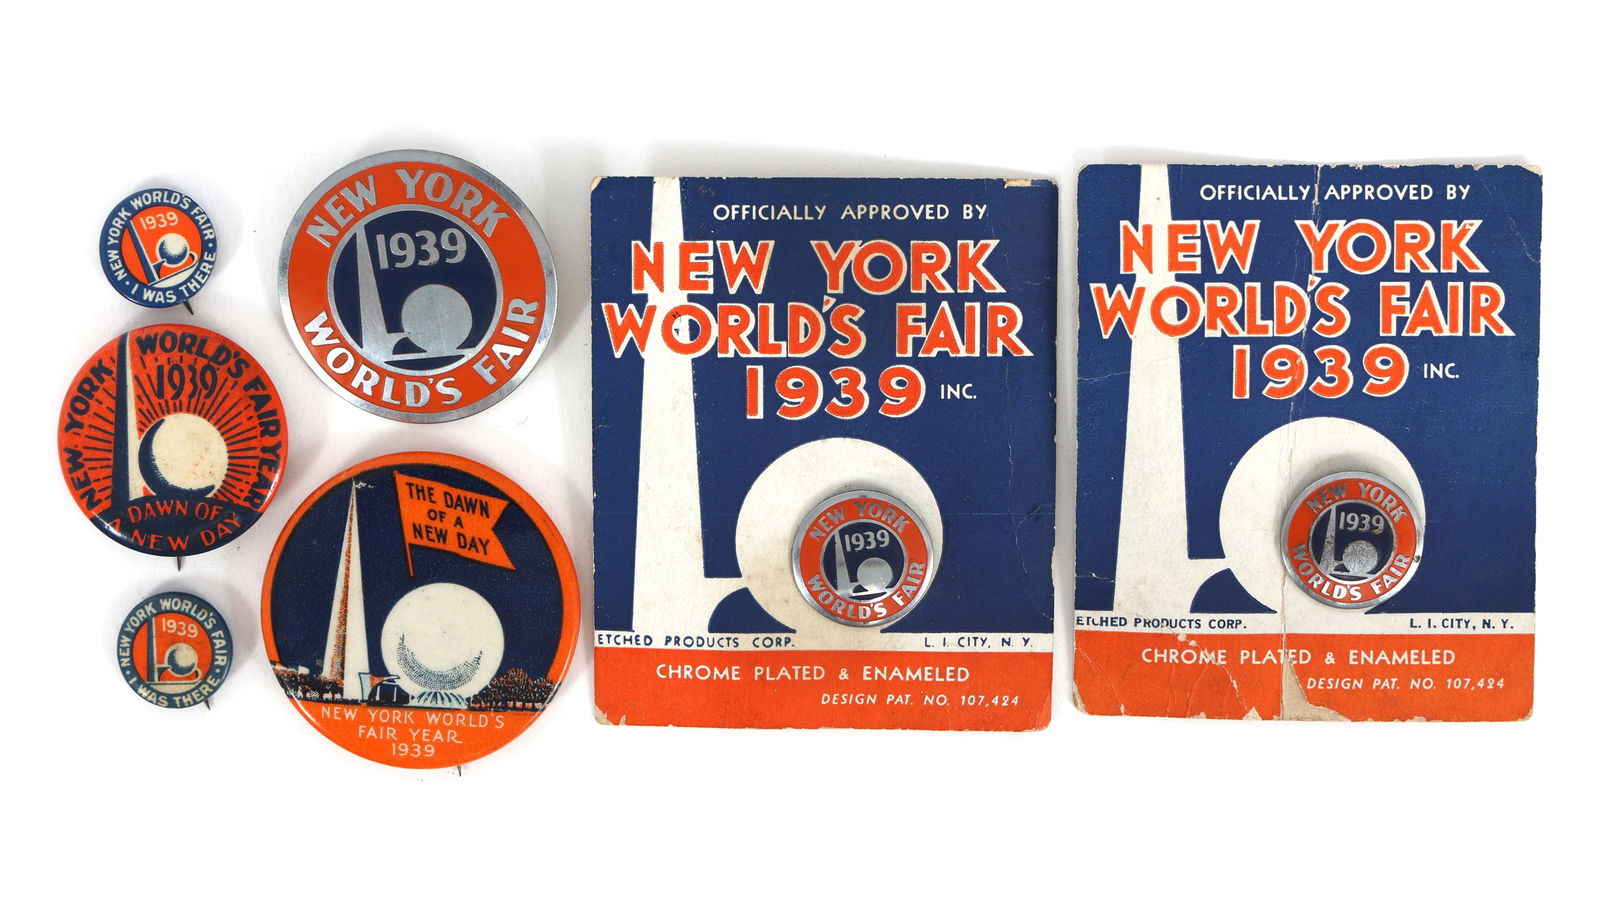 NEW YORK WORLD'S FAIR
1939
· I WAS THERE ·
NEW YORK WORLD'S FAIR YEAR
1939
DAWN OF
A NEW DAY
NEW YORK WORLD'S FAIR
1939
· I WAS THERE ·
NEW YORK
1939
WORLD'S FAIR
THE DAWN
OF A
NEW DAY
NEW YORK WORLD'S
FAIR YEAR
1939
OFFICIALLY APPROVED BY
NEW YORK
WORLD'S FAIR
1939 INC.
NEW YORK
1939
WORLD'S FAIR
ETCHED PRODUCTS CORP. L. I. CITY, N. Y.
CHROME PLATED & ENAMELED
DESIGN PAT. NO. 107,424
OFFICIALLY APPROVED BY
NEW YORK
WORLD'S FAIR
1939 INC.
NEW YORK
1939
WORLD'S FAIR
ETCHED PRODUCTS CORP. L. I. CITY, N. Y.
CHROME PLATED & ENAMELED
DESIGN PAT. NO. 107,424